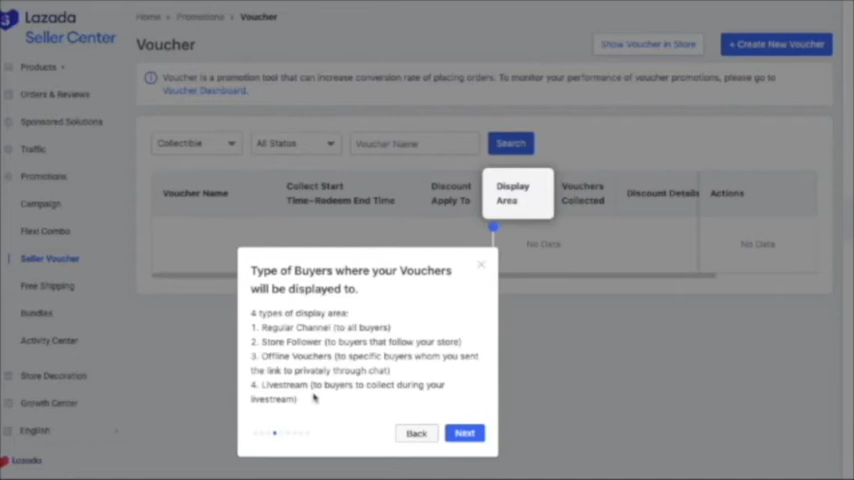 Lazada
Seller Center
Home > Promotions > Voucher
Voucher
Show Voucher in Store
+ Create New Voucher
Voucher is a promotion tool that can increase conversion rate of placing orders. To monitor your performance of voucher promotions, please go to
Voucher Dashboard.
Products
Orders & Reviews
Sponsored Solutions
Traffic
Promotions
Campaign
Flexi Combo
Seller Voucher
Free Shipping
Bundles
Activity Center
Store Decoration
Growth Center
English
Lazada
Collectible
All Status
Voucher Name
Search
Voucher Name
Collect Start
Time-Redeem End Time
Discount
Apply To
Display
Area
Vouchers
Collected
Discount Details
Actions
No Data
No Data
Type of Buyers where your Vouchers
will be displayed to.
4 types of display area:
1. Regular Channel (to all buyers)
2. Store Follower (to buyers that follow your store)
3. Offline Vouchers (to specific buyers whom you sent
the link to privately through chat)
4. Livestream (to buyers to collect during your
livestream)
Back
Next